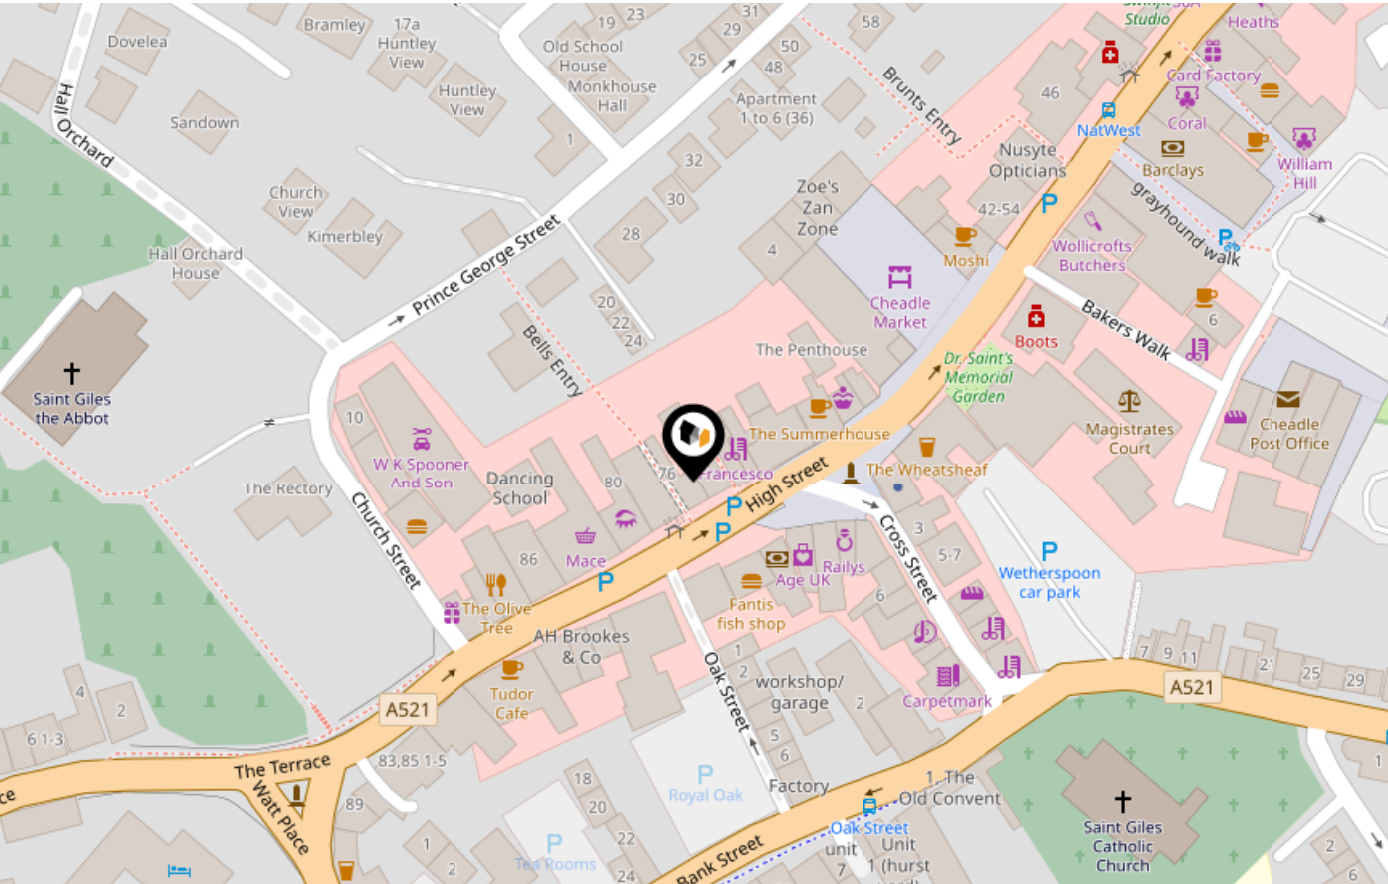 Swinfit
Studio
Heaths
Dovelea
Bramley
17a
Huntley
View
19
23
31
29
25
58
Old School
House
Monkhouse
Hall
50
48
Card Factory
Huntley
View
Apartment
1 to 6 (36)
46
Coral
Hall Orchard
Sandown
1
Brunts Entry
NatWest
Nusyte
Opticians
Barclays
William
Hill
32
30
Church
View
Kimerbley
28
Zoe's
Zan
Zone
42-54
P
grayhound walk
Hall Orchard
House
4
Moshi
Wollicrofts
Butchers
P
Prince George Street
Cheadle
Market
20
22
24
Bells Entry
Bakers Walk
6
Boots
The Penthouse
Dr. Saint's
Memorial
Garden
Saint Giles
the Abbot
10
The Summerhouse
Magistrates
Court
Cheadle
Post Office
W K Spooner
And Son
76
Francesco
The Wheatsheaf
The Rectory
Dancing
School
80
P
High Street
P
Church Street
86
Mace
P
Railys
Age UK
Cross Street
3
5-7
P
Wetherspoon
car park
The Olive
Tree
Fantis
fish shop
6
AH Brookes
& Co
1
2
Oak Street
workshop/
garage
2
Carpetmark
7
9
11
25
29
A521
A521
Tudor
Cafe
4
2
6 1-3
5
6
The Terrace
83,85 1-5
Watt Place
89
18
20
22
24
P
Royal Oak
Factory
1, The
Old Convent
Oak Street
Bank Street
unit
7
Unit
1 (hurst
P
Tea Rooms
1
2
Saint Giles
Catholic
Church
1
2
6